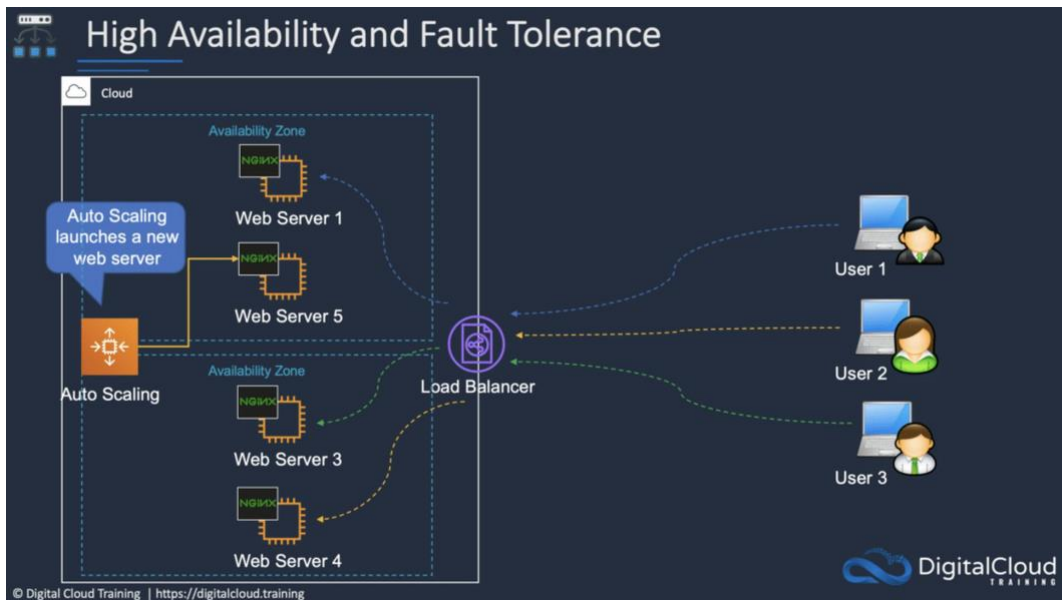 High Availability and Fault Tolerance
Cloud
Availability Zone
NGINX
Web Server 1
Auto Scaling
launches a new
web server
NGINX
Web Server 5
Auto Scaling
Availability Zone
NGINX
Web Server 3
NGINX
Web Server 4
Load Balancer
User 1
User 2
User 3
DigitalCloud
TRAINING
© Digital Cloud Training | https://digitalcloud.training